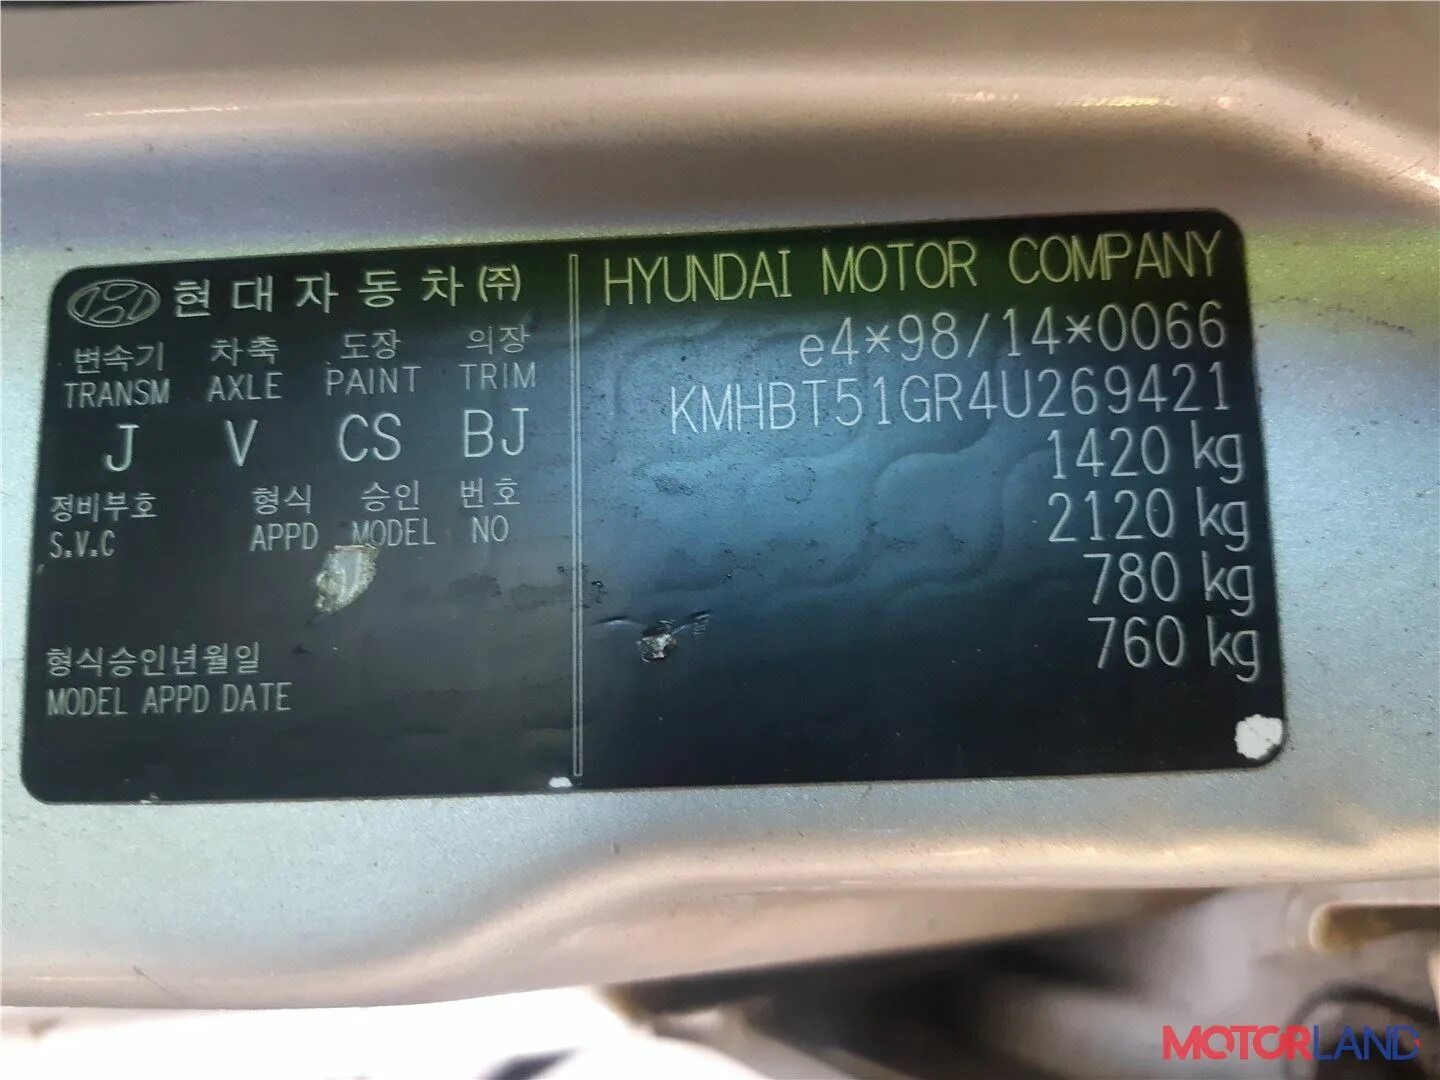 현대자동차㈜
변속기 차축 도장 의장
TRANSM AXLE PAINT TRIM
J V CS BJ
정비부호 형식 승인 번호
S.V.C APPD MODEL NO
형식승인년월일
MODEL APPD DATE
HYUNDAI MOTOR COMPANY
e4*98/14*0066
KMHBT51GR4U269421
1420 kg
2120 kg
780 kg
760 kg
MOTORLAND